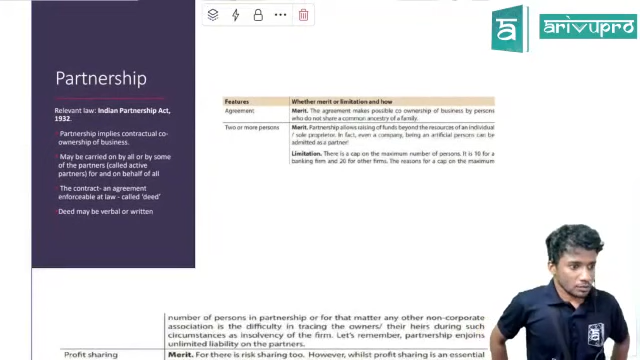 arivupro
Partnership
Relevant law: Indian Partnership Act,
1932.
Partnership implies contractual co-
ownership of business.
May be carried on by all or by some
of the partners (called active
partners) for and on behalf of all
The contract - an agreement
enforceable at law - called 'deed'
Deed may be verbal or written
Features Whether merit or limitation and how
Agreement Merit. The agreement makes possible co ownership of business by persons
who do not share a common ancestry of a family.
Two or more persons Merit. Partnership allows raising of funds beyond the resources of an individual
/ sole proprietor. In fact, even a company, being an artificial persons can be
admitted as a partner
Limitation. There is a cap on the maximum number of persons. It is 10 for a
banking firm and 20 for other firms. The reasons for a cap on the maximum
number of persons in partnership or for that matter any other non-corporate
association is the difficulty in tracing the owners/ their heirs during such
circumstances as insolvency of the firm. Let's remember, partnership enjoins
unlimited liability on the partners.
Profit sharing Merit. For there is risk sharing too. However, whilst profit sharing is an essential